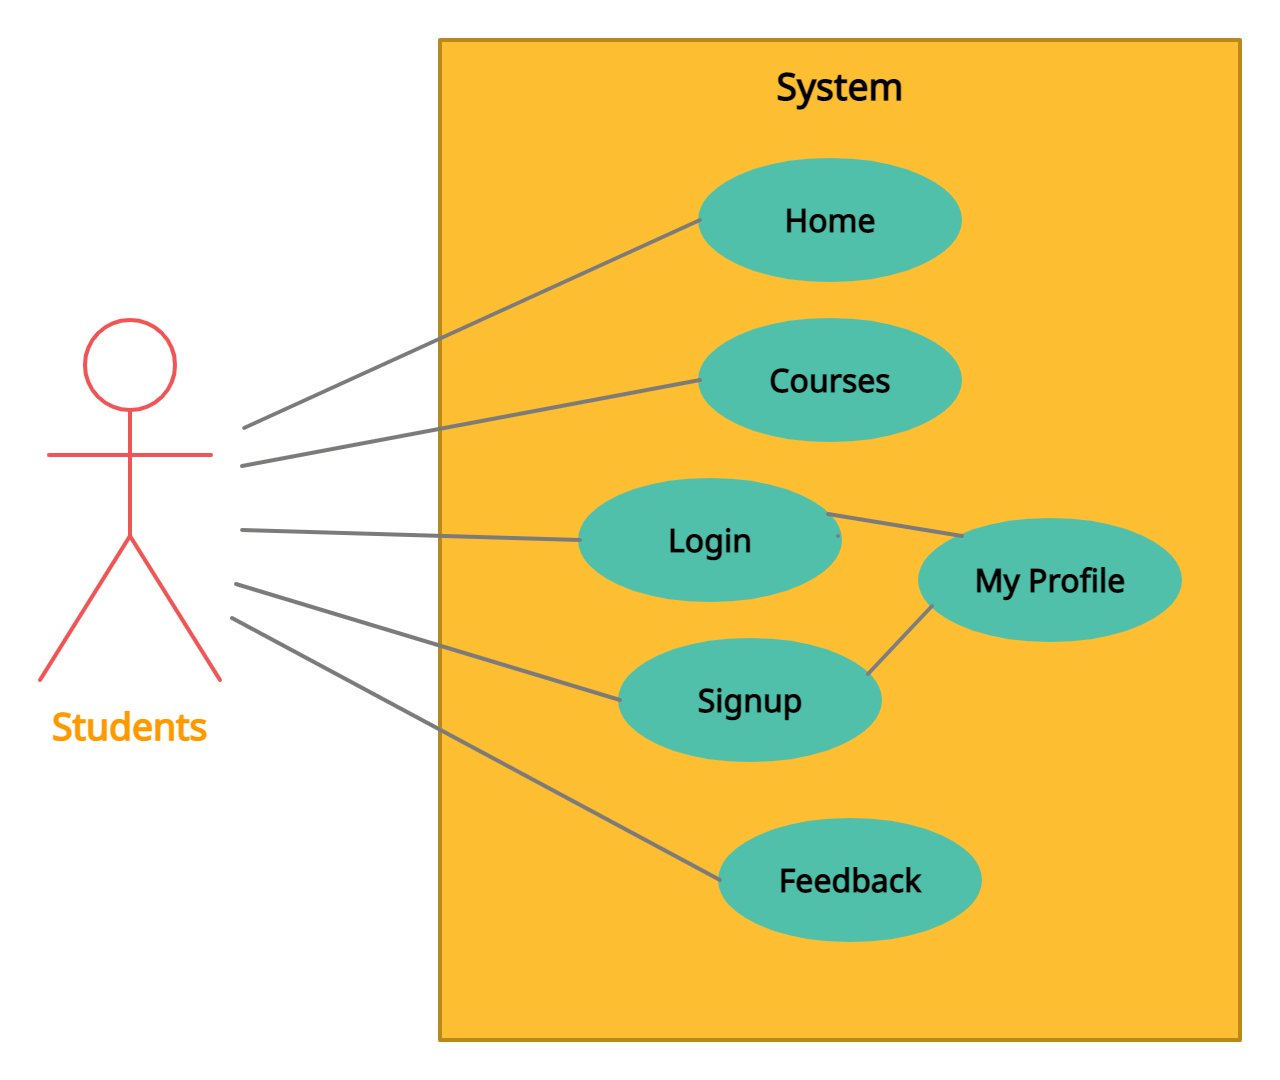 System
Home
Courses
Login
My Profile
Signup
Students
Feedback